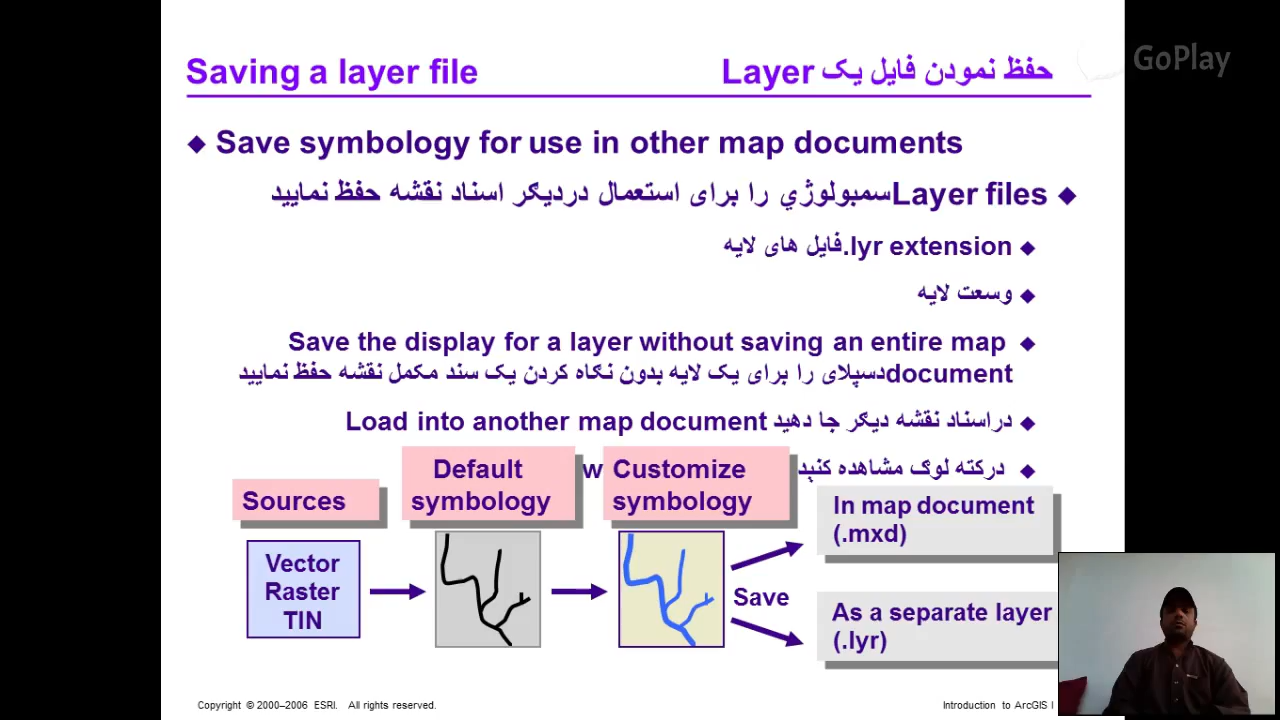 Saving a layer file
حفظ نمودن فایل یک Layer
GoPlay
Save symbology for use in other map documents
Layer filesسمبولوژي را برای استعمال دردیگر اسناد نقشه حفظ نمایید
.lyr extensionفایل های لایه
وسعت لایه
Save the display for a layer without saving an entire map
documentدسپلای را برای یک لایه بدون نگاه کردن یک سند مکمل نقشه حفظ نمایید
Load into another map document دراسناد نقشه دیگر جا دهید
درکته لوگ مشاهده کنید
Sources
Default
symbology
Customize
symbology
Vector
Raster
TIN
Save
In map document
(.mxd)
As a separate layer
(.lyr)
Copyright © 2000–2006 ESRI. All rights reserved.
Introduction to ArcGIS I